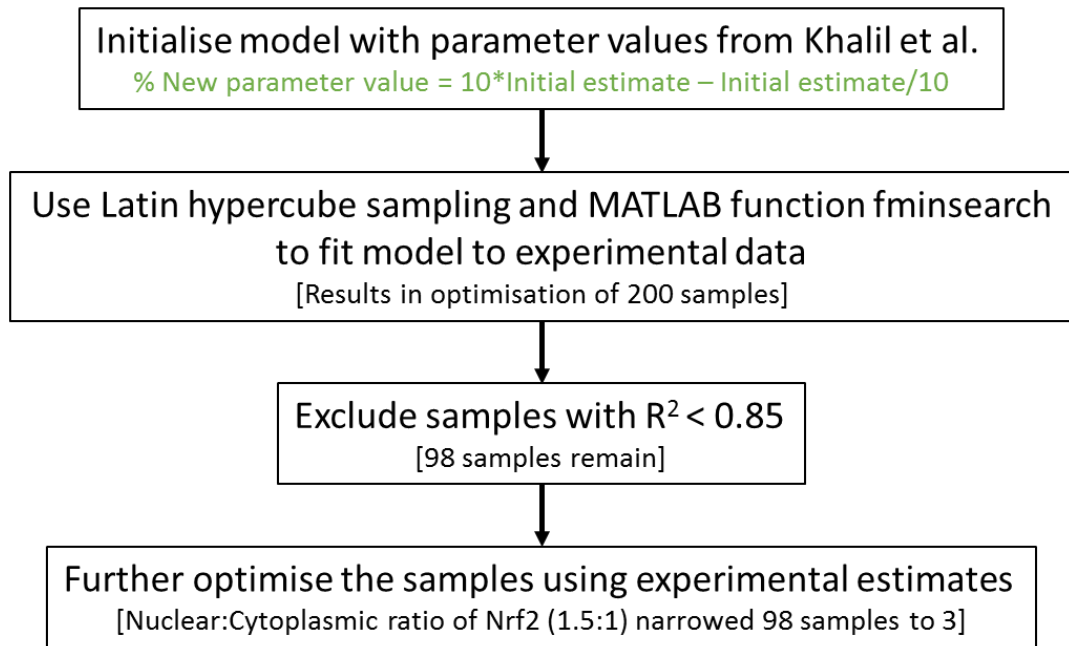 Initialise model with parameter values from Khalil et al.
% New parameter value = 10*Initial estimate – Initial estimate/10
Use Latin hypercube sampling and MATLAB function fminsearch
to fit model to experimental data
[Results in optimisation of 200 samples]
Exclude samples with R² < 0.85
[98 samples remain]
Further optimise the samples using experimental estimates
[Nuclear:Cytoplasmic ratio of Nrf2 (1.5:1) narrowed 98 samples to 3]